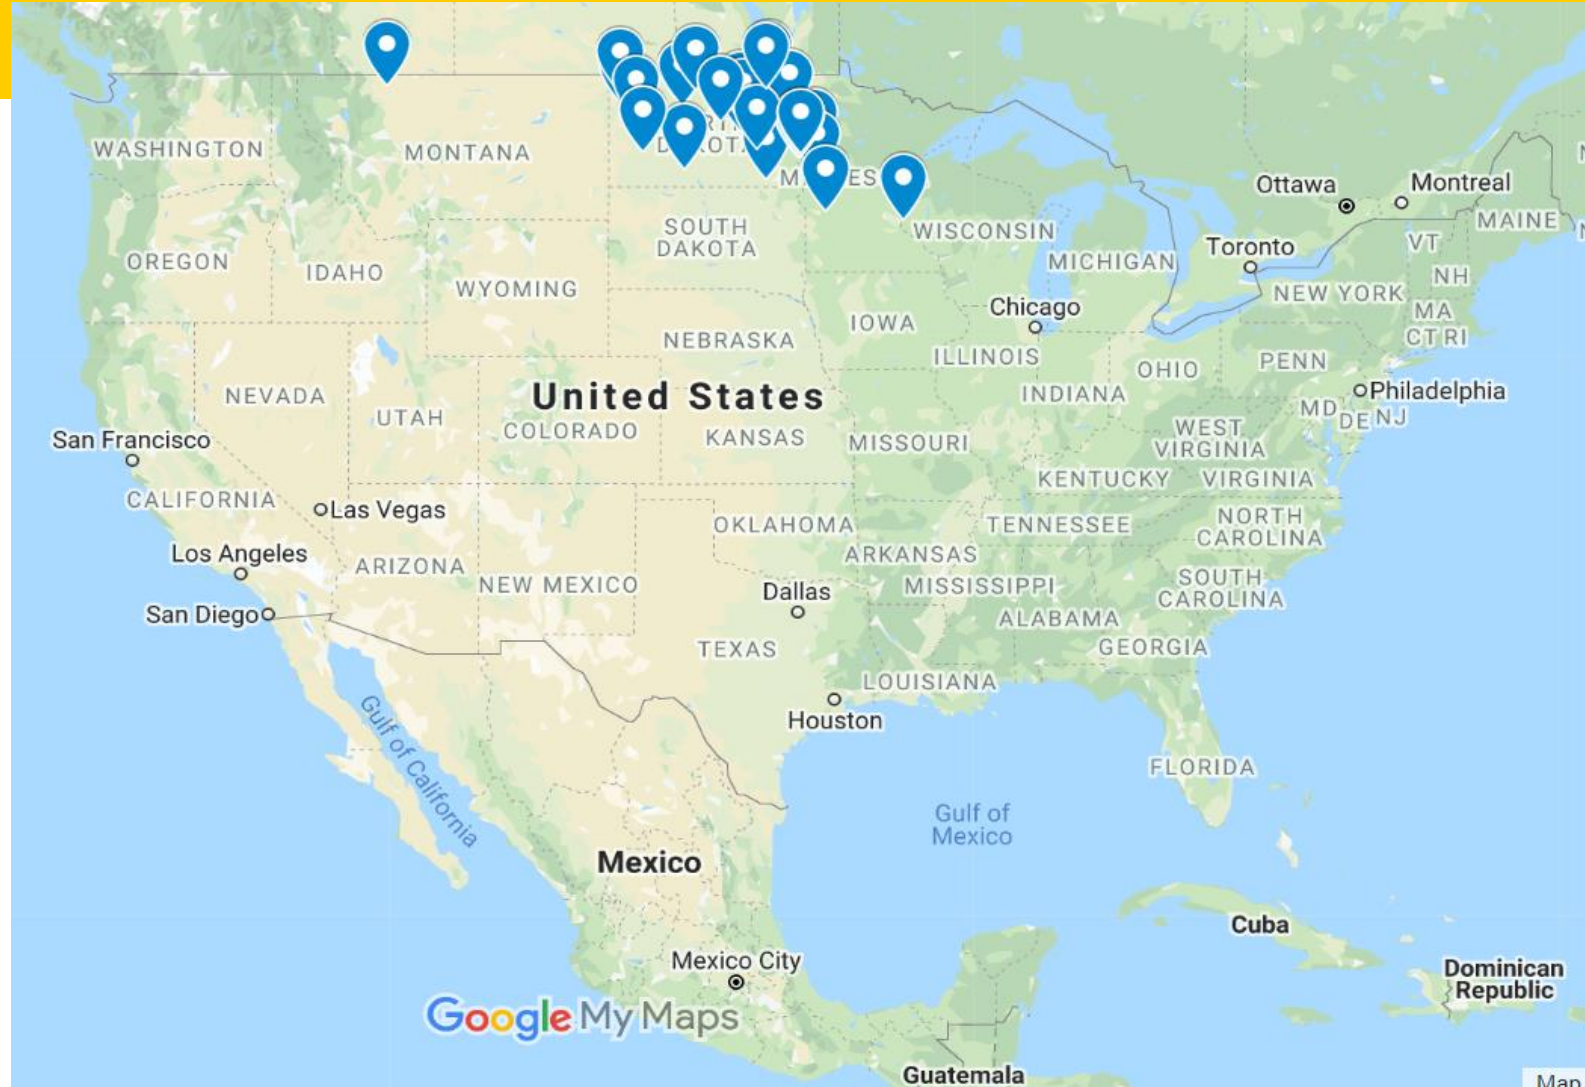 WASHINGTON
MONTANA
DAKOTA
Ottawa
Montreal
MAINE
SOUTH
DAKOTA
WISCONSIN
VT
OREGON
IDAHO
MICHIGAN
Toronto
NH
WYOMING
NEW YORK
Chicago
MA
IOWA
CT RI
NEBRASKA
ILLINOIS
OHIO
PENN
United States
NEVADA
INDIANA
Philadelphia
UTAH
MD
DE NJ
COLORADO
KANSAS
MISSOURI
WEST
VIRGINIA
San Francisco
KENTUCKY
VIRGINIA
CALIFORNIA
Las Vegas
OKLAHOMA
TENNESSEE
NORTH
CAROLINA
Los Angeles
ARIZONA
NEW MEXICO
ARKANSAS
MISSISSIPPI
SOUTH
CAROLINA
Dallas
San Diego
ALABAMA
TEXAS
GEORGIA
LOUISIANA
Houston
Gulf of California
FLORIDA
Gulf of
Mexico
Mexico
Cuba
Mexico City
Dominican
Republic
Google My Maps
Guatemala
Map